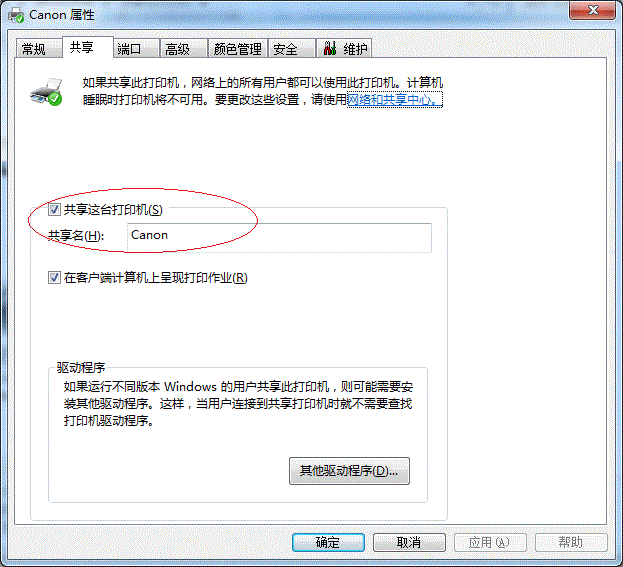 Canon 属性
常规 共享 端口 高级 颜色管理 安全 维护
如果共享此打印机，网络上的所有用户都可以使用此打印机。计算机
睡眠时打印机将不可用。要更改这些设置，请使用网络和共享中心。
共享这台打印机(S)
共享名(H): Canon
在客户端计算机上呈现打印作业(R)
驱动程序
如果运行不同版本 Windows 的用户共享此打印机，则可能需要安
装其他驱动程序。这样，当用户连接到共享打印机时就不需要查找
打印机驱动程序。
其他驱动程序(D)...
确定 取消 应用(A) 帮助